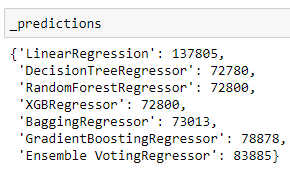 _predictions
{'LinearRegression': 137805,
'DecisionTreeRegressor': 72780,
'RandomForestRegressor': 72800,
'XGBRegressor': 72800,
'BaggingRegressor': 73013,
'GradientBoostingRegressor': 78878,
'Ensemble VotingRegressor': 83885}